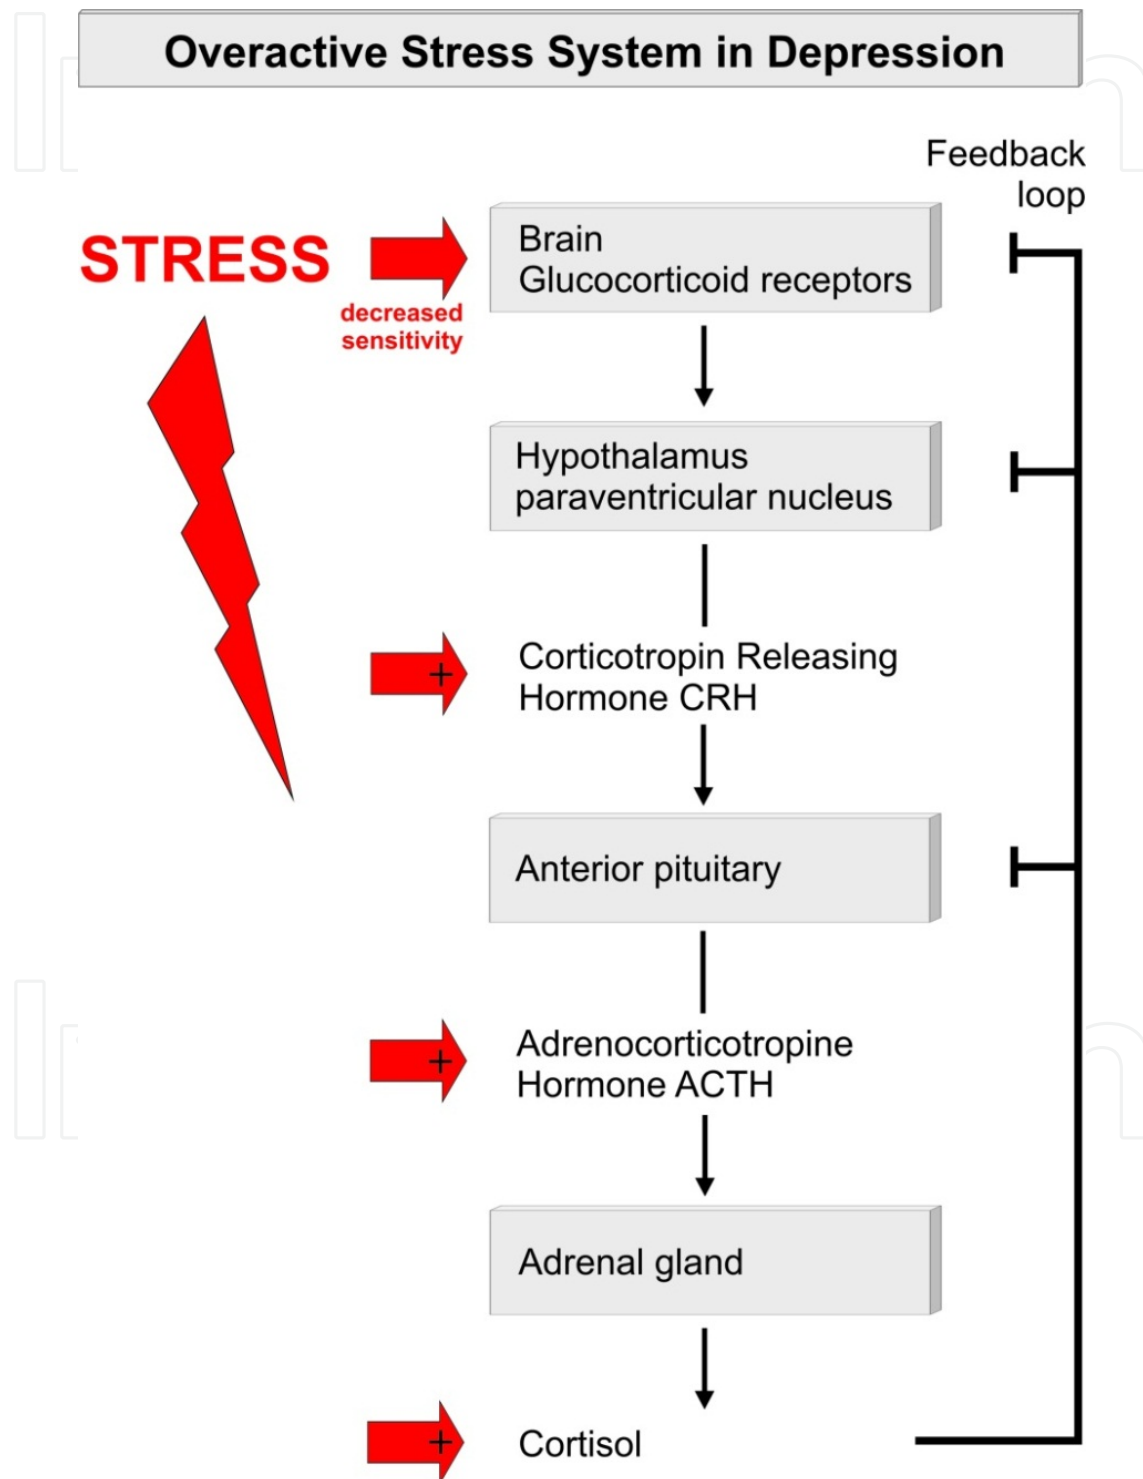 Overactive Stress System in Depression
Feedback
loop
STRESS
decreased
sensitivity
Brain
Glucocorticoid receptors
Hypothalamus
paraventricular nucleus
+
Corticotropin Releasing
Hormone CRH
Anterior pituitary
+
Adrenocorticotropine
Hormone ACTH
Adrenal gland
+
Cortisol